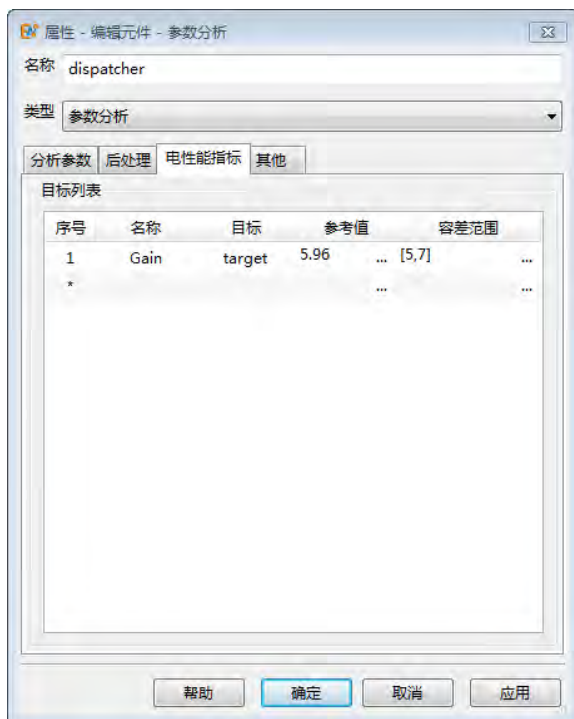 属性 - 编辑元件 - 参数分析
名称 dispatcher
类型 参数分析
分析参数 后处理 电性能指标 其他
目标列表
序号 名称 目标 参考值 容差范围
1 Gain target 5.96 ... [5,7] ...
* ... ...
帮助 确定 取消 应用